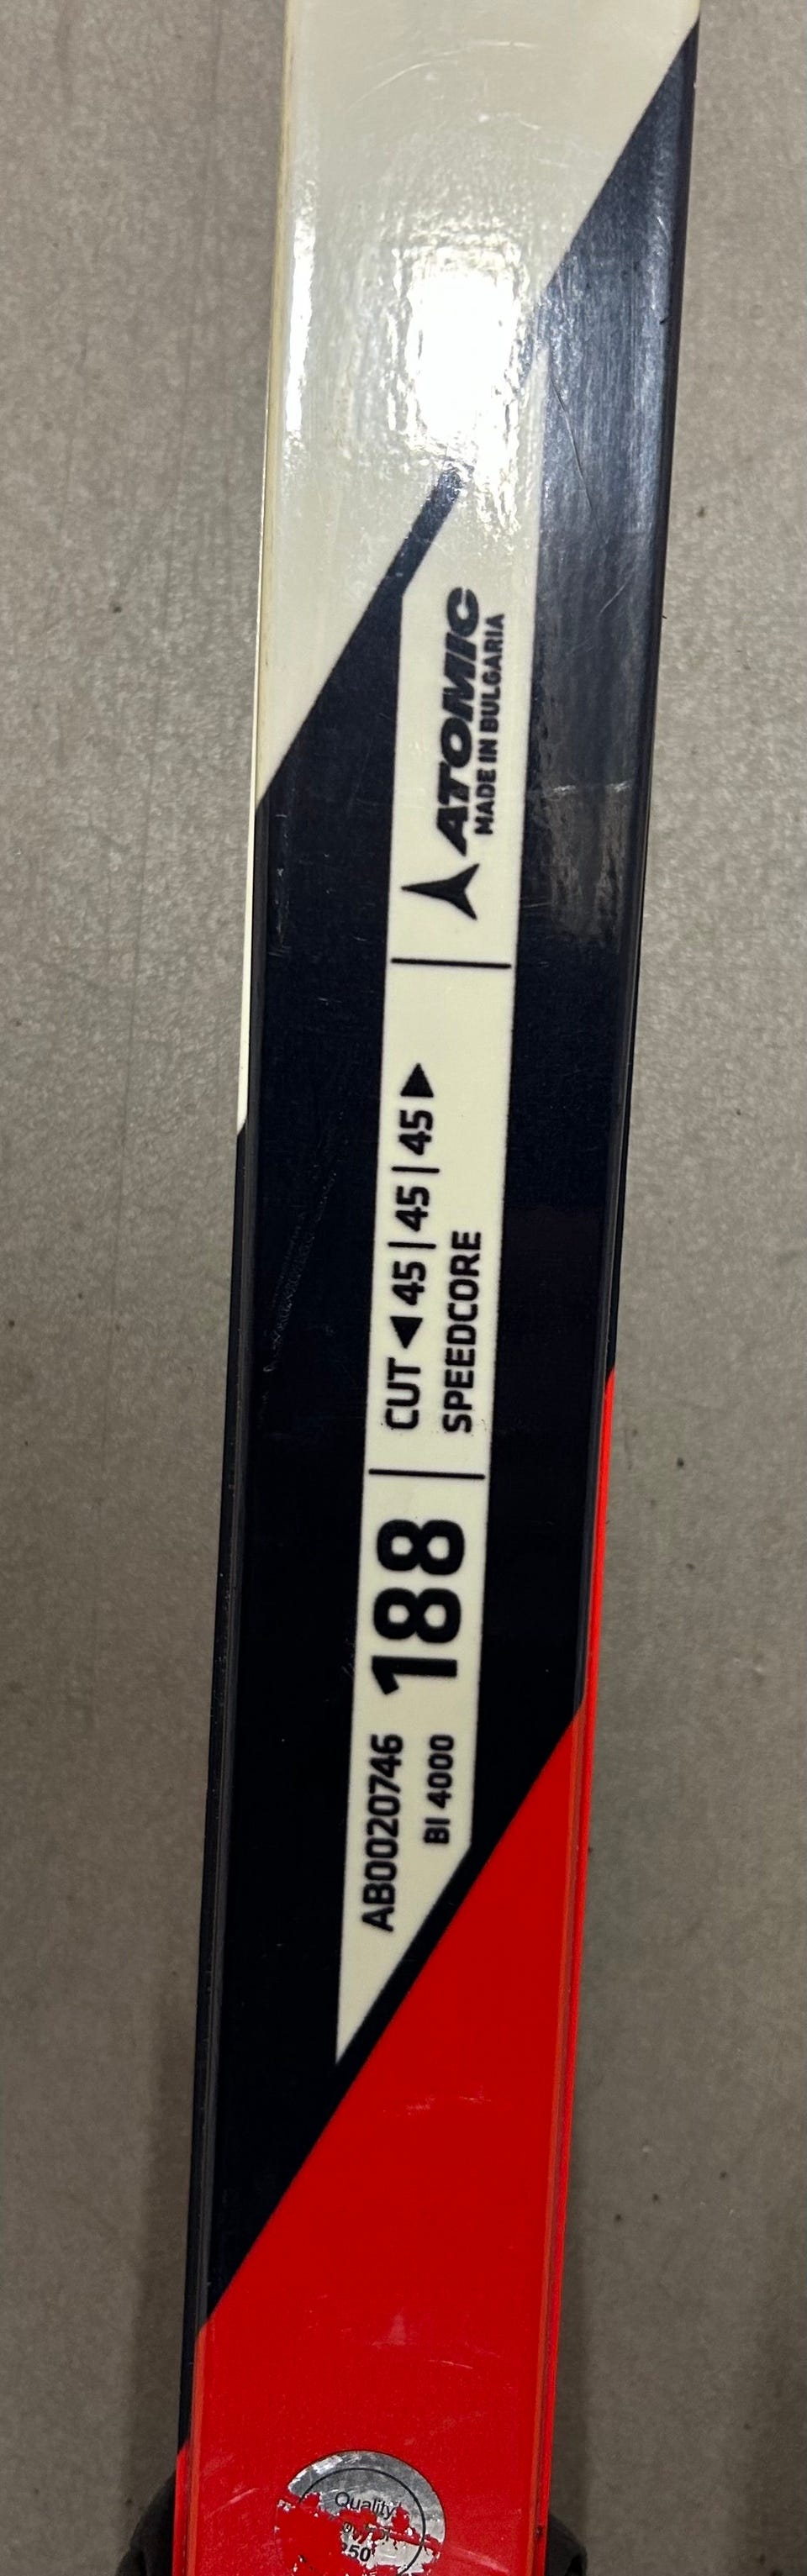 AB0020746
BI 4000
188
CUT ◀ 45 | 45 | 45 ▶
SPEEDCORE
ATOMIC
MADE IN BULGARIA
Quality